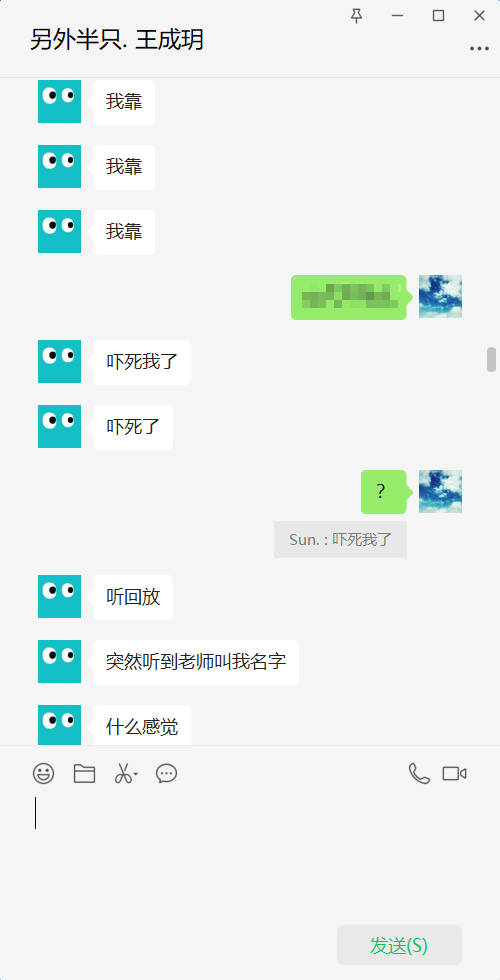 另外半只. 王成玥
我靠
我靠
我靠
吓死我了
吓死了
？
Sun. : 吓死我了
听回放
突然听到老师叫我名字
什么感觉
发送(S)